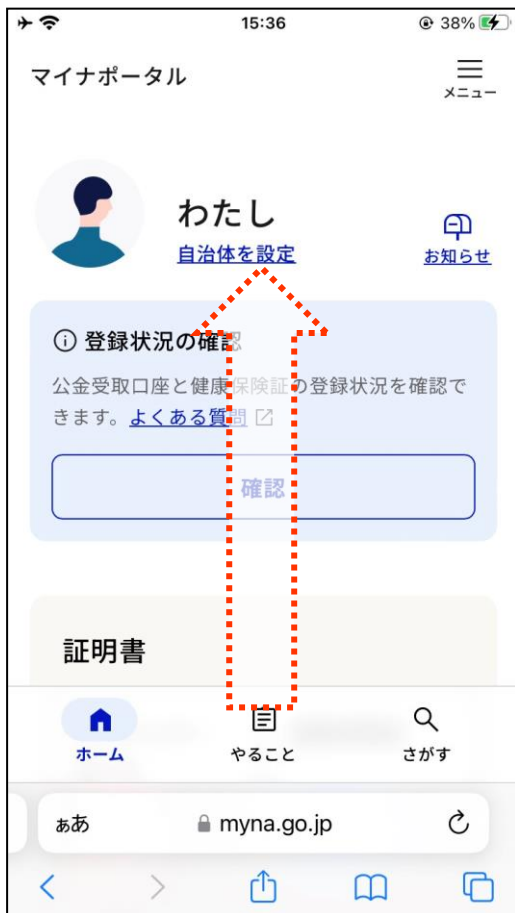 15:36
38%
マイナポータル
メニュー
わたし
自治体を設定
お知らせ
登録状況の確認
公金受取口座と健康保険証の登録状況を確認で
きます。よくある質問
確認
証明書
ホーム
やること
さがす
ぁあ
myna.go.jp